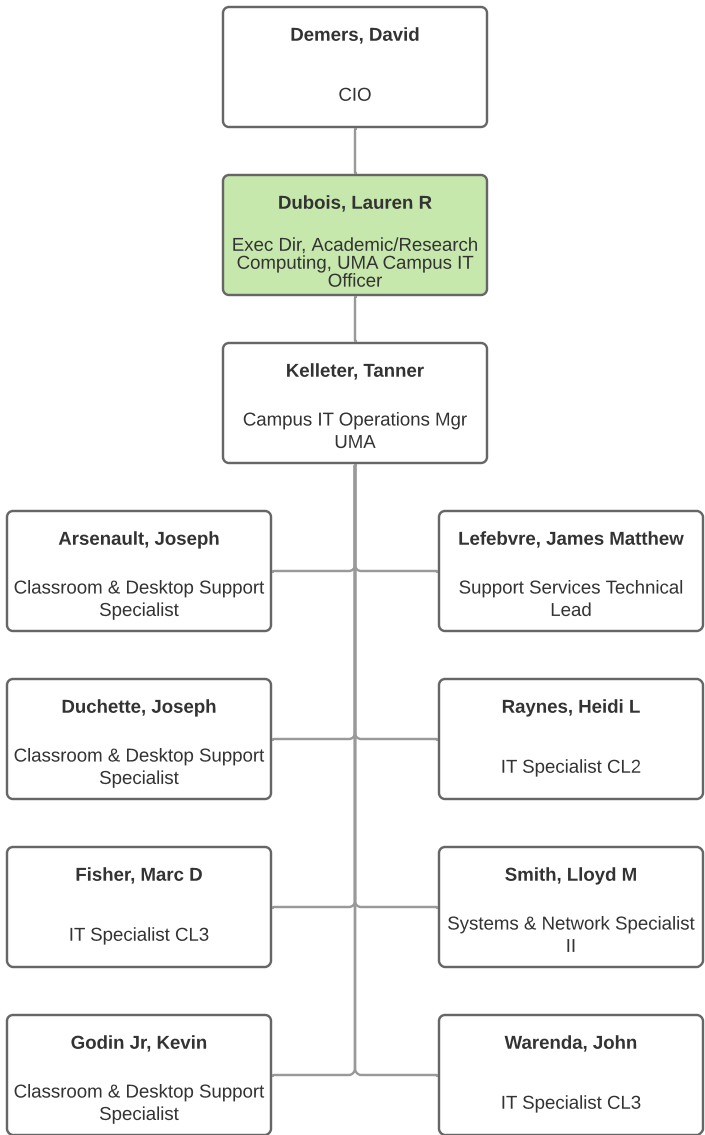 Demers, David
CIO
Dubois, Lauren R
Exec Dir, Academic/Research
Computing, UMA Campus IT
Officer
Kelleter, Tanner
Campus IT Operations Mgr
UMA
Arsenault, Joseph
Classroom & Desktop Support
Specialist
Lefebvre, James Matthew
Support Services Technical
Lead
Duchette, Joseph
Classroom & Desktop Support
Specialist
Raynes, Heidi L
IT Specialist CL2
Fisher, Marc D
IT Specialist CL3
Smith, Lloyd M
Systems & Network Specialist
II
Godin Jr, Kevin
Classroom & Desktop Support
Specialist
Warenda, John
IT Specialist CL3